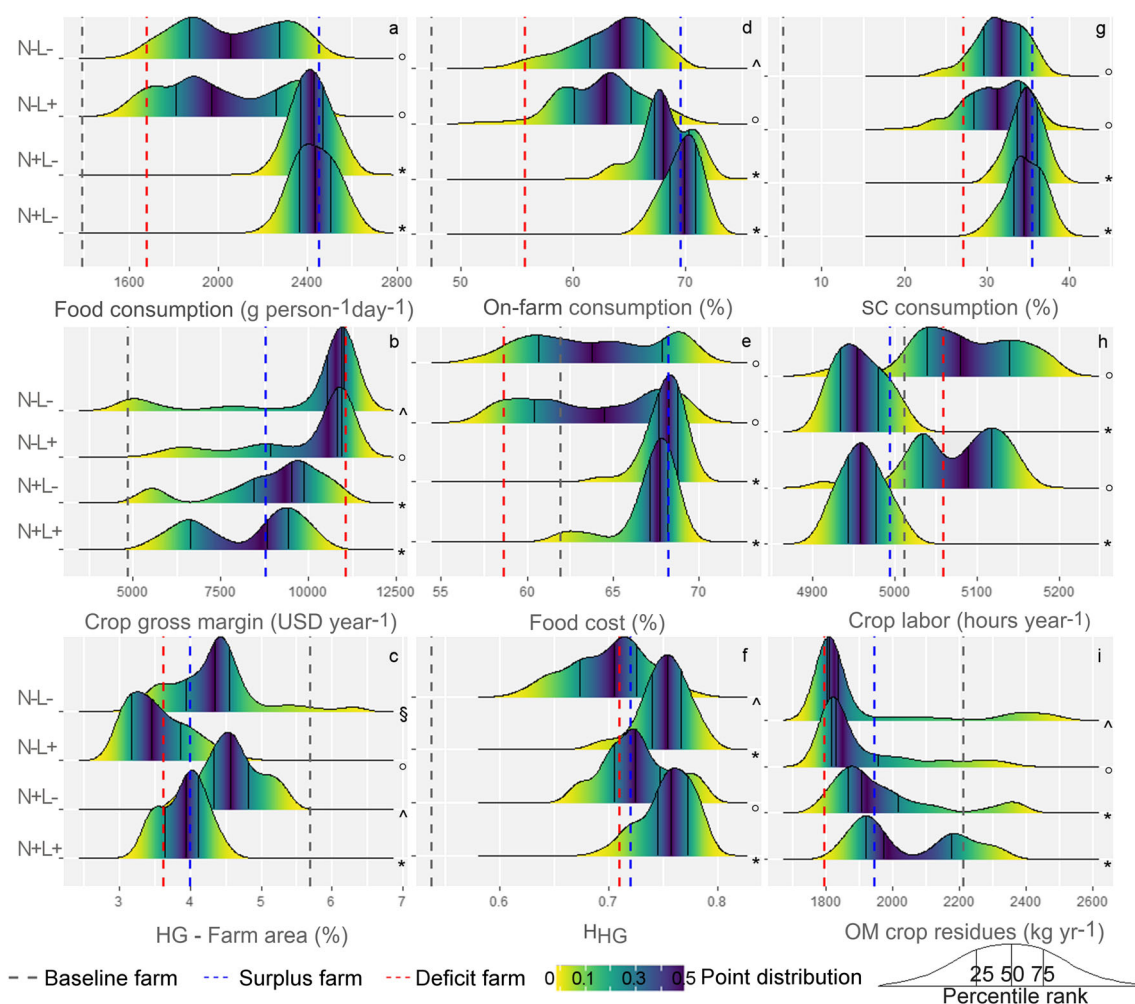 a d g
N-L-
° ^ °
N-L+
° ° °
N+L-
* * *
N+L-
* * *
1600 2000 2400 2800 50 60 70 5 10 20 30 40
Food consumption (g person-1day-1) On-farm consumption (%) SC consumption (%)
b e h
° °
N-L-
^ *
N-L+
° * °
N+L-
*
N+L+
* * *
5000 7500 10000 12500 55 60 65 70 4900 5000 5100 5200
Crop gross margin (USD year-1) Food cost (%) Crop labor (hours year-1)
c f i
N-L-
§ ^ ^
N-L+
° * °
N+L-
^ ° *
N+L+
* * *
3 4 5 6 7 0.6 0.7 0.8 1800 2000 2200 2400 2600
HG - Farm area (%) HHG OM crop residues (kg yr-1)
Baseline farm Surplus farm Deficit farm 0 0.1 0.3 0.5 Point distribution 25 50 75
Percentile rank